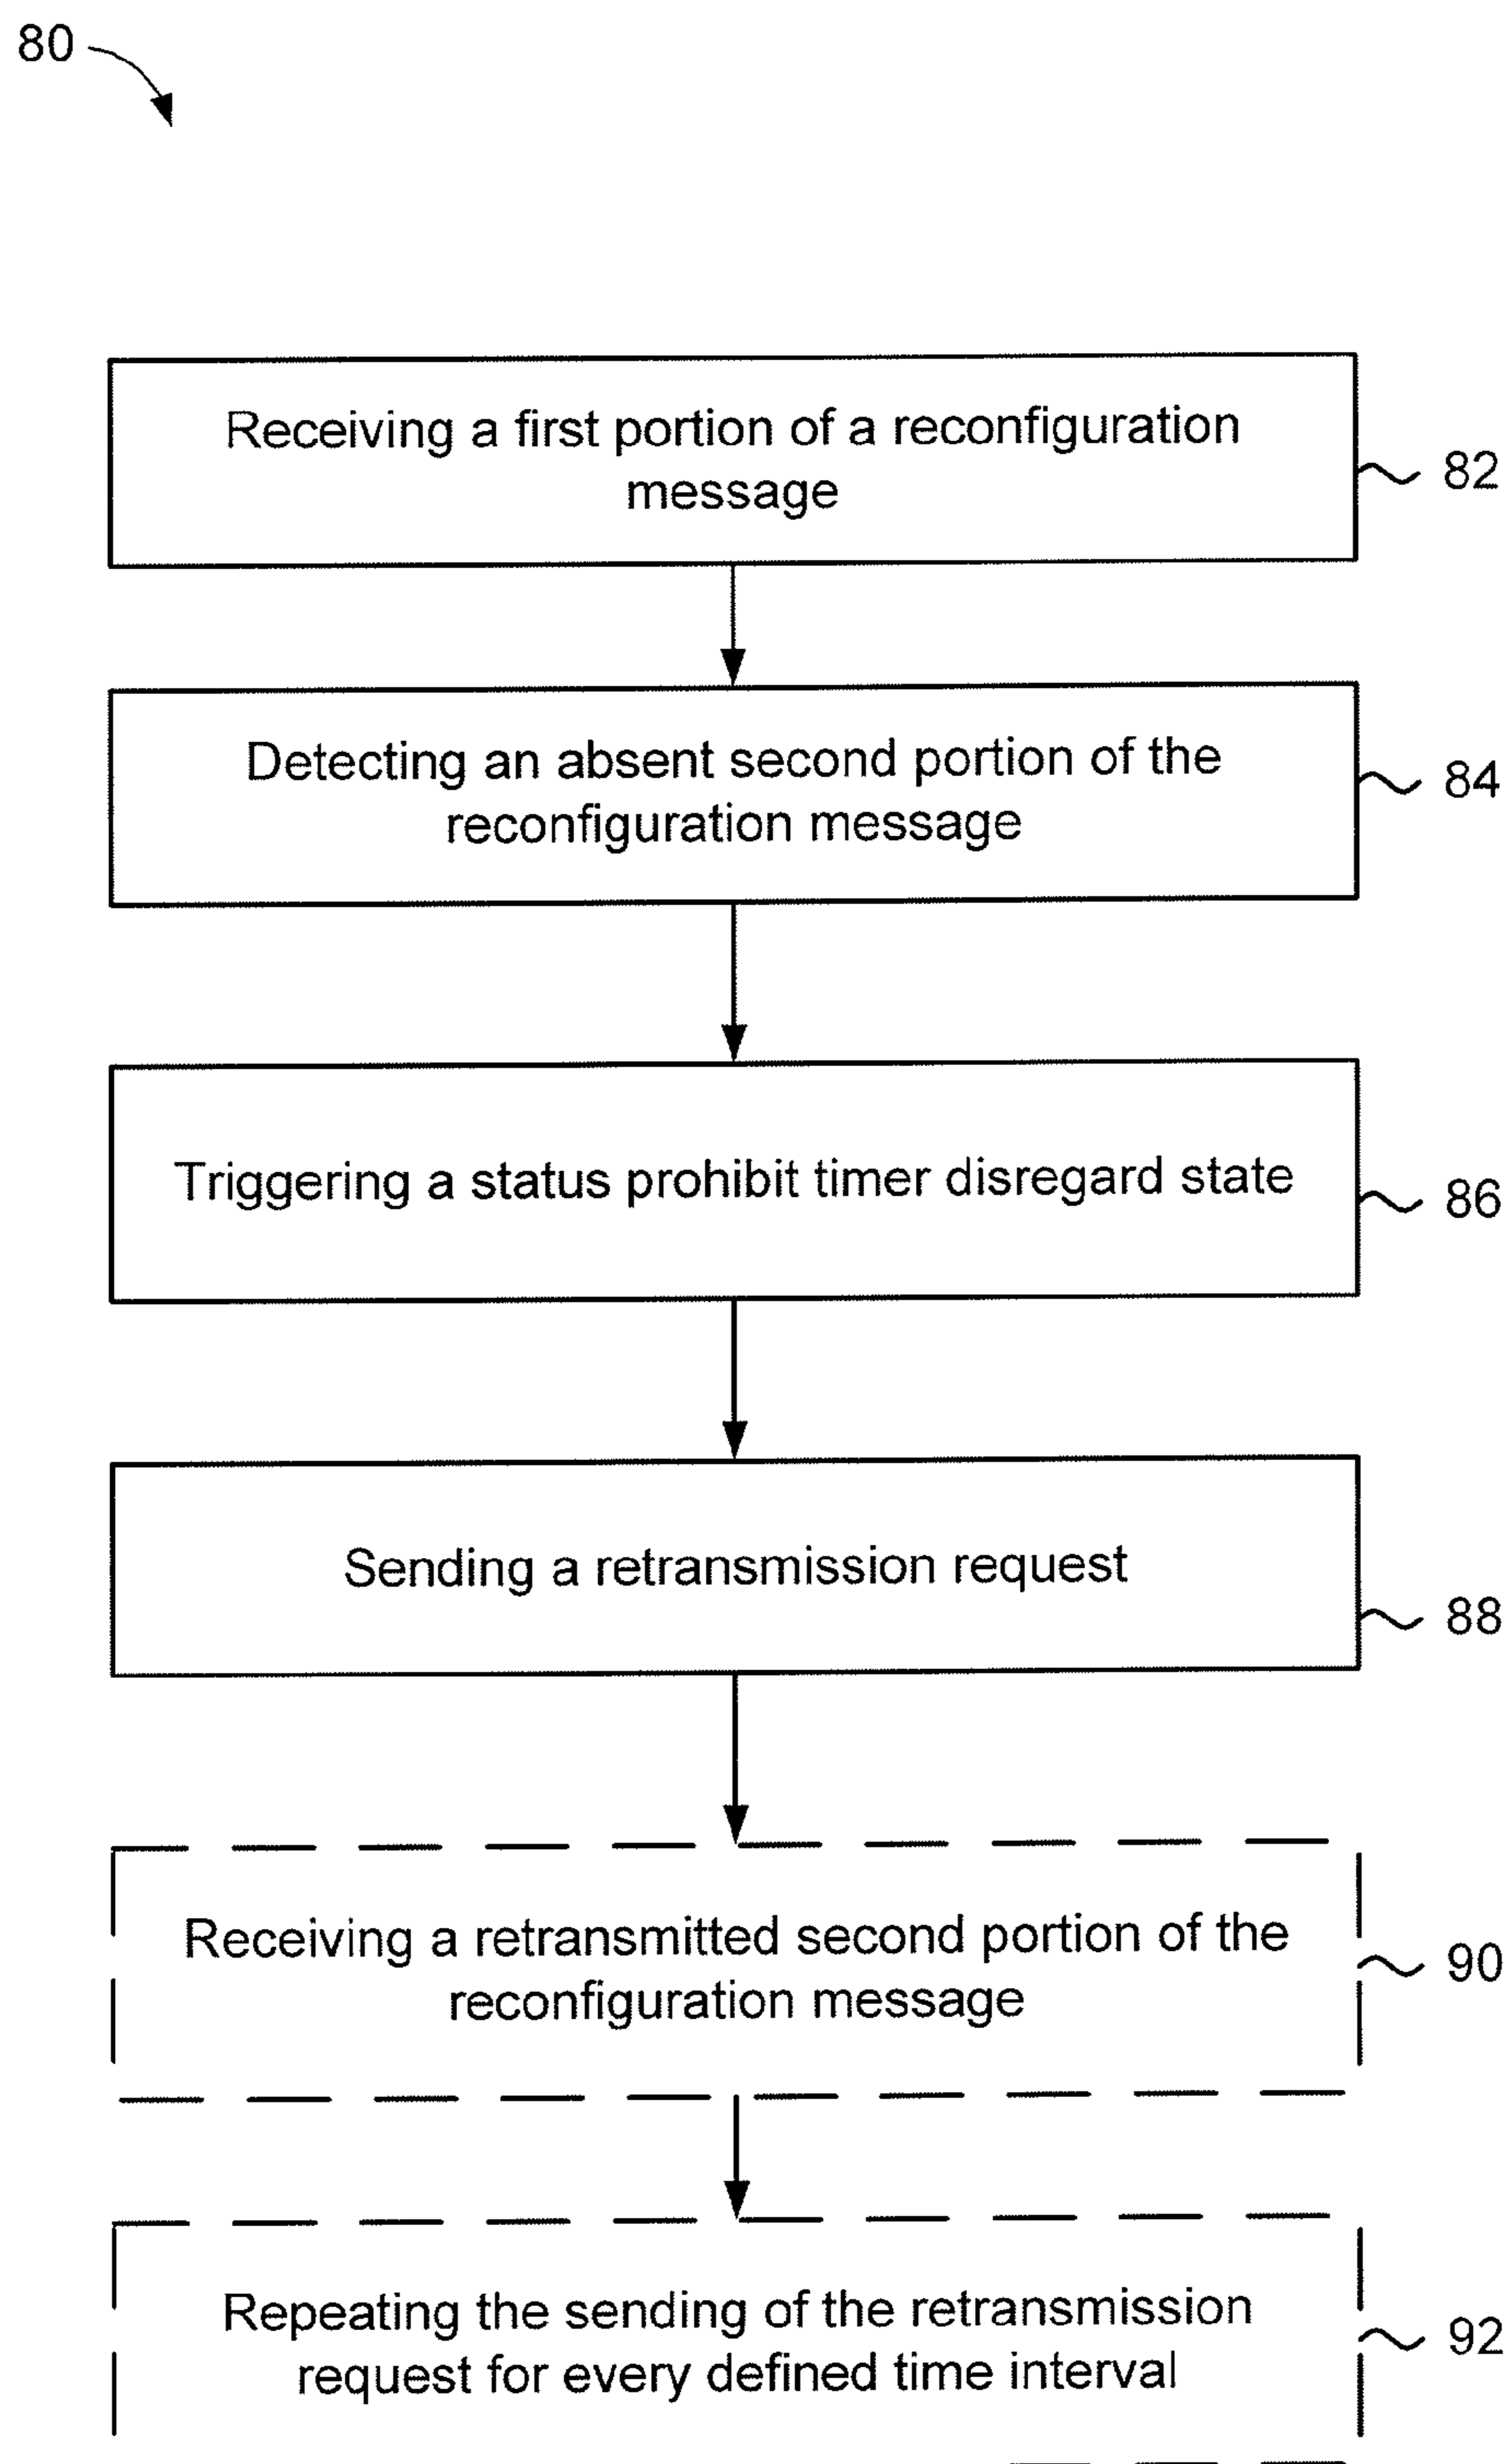 80
Receiving a first portion of a reconfiguration
message
82
Detecting an absent second portion of the
reconfiguration message
84
Triggering a status prohibit timer disregard state
86
Sending a retransmission request
88
Receiving a retransmitted second portion of the
reconfiguration message
90
Repeating the sending of the retransmission
request for every defined time interval
92